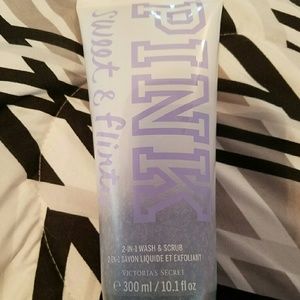 PINK
Sweet & flirty
2-IN-1 WASH & SCRUB
2-EN-1 SAVON LIQUIDE ET EXFOLIANT
VICTORIA'S SECRET
℮ 300 ml / 10.1 fl oz